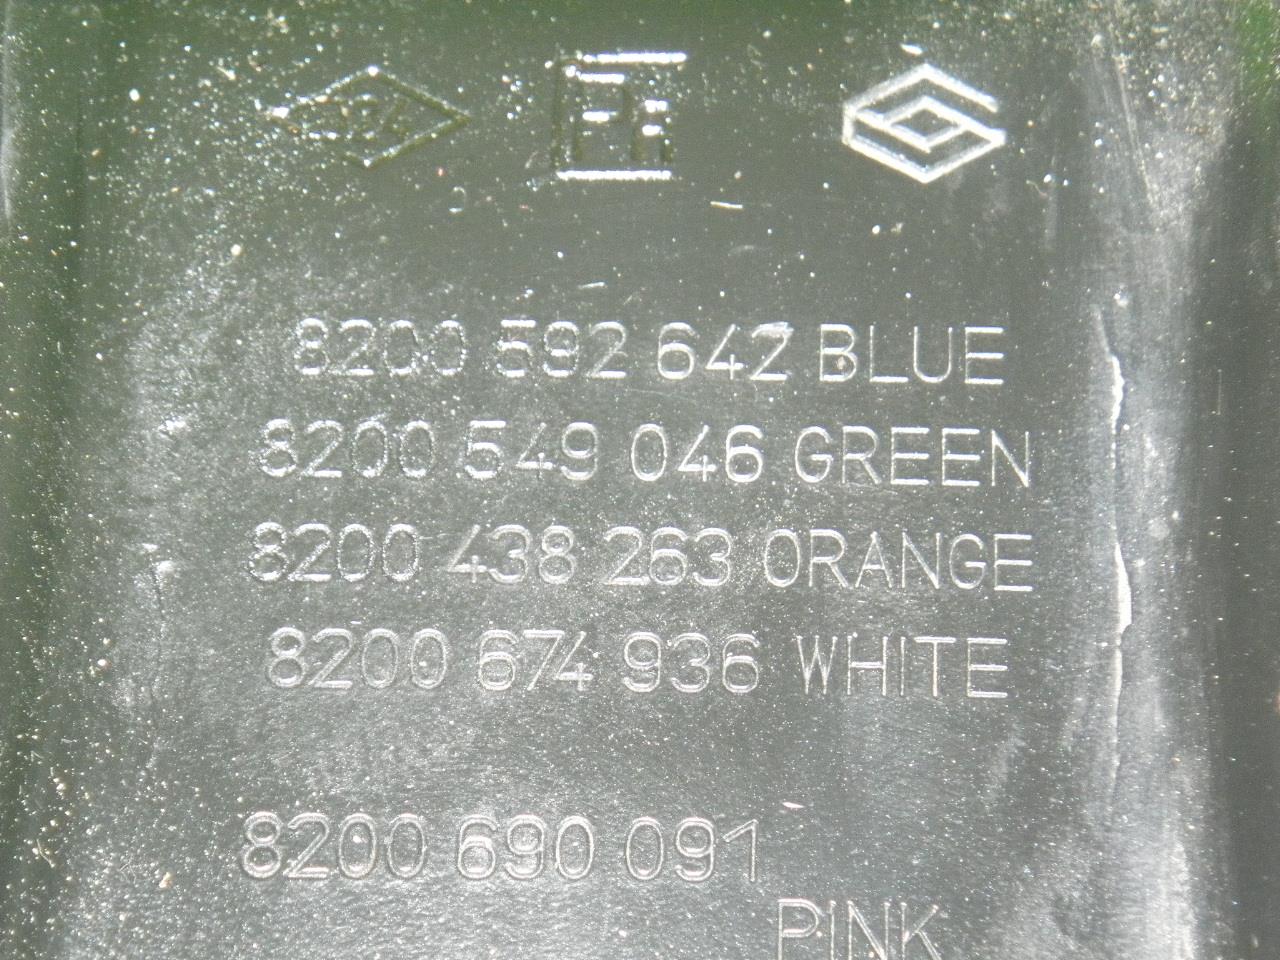 8200 592 642 BLUE
8200 549 046 GREEN
8200 438 263 ORANGE
8200 674 936 WHITE
8200 690 091
PINK